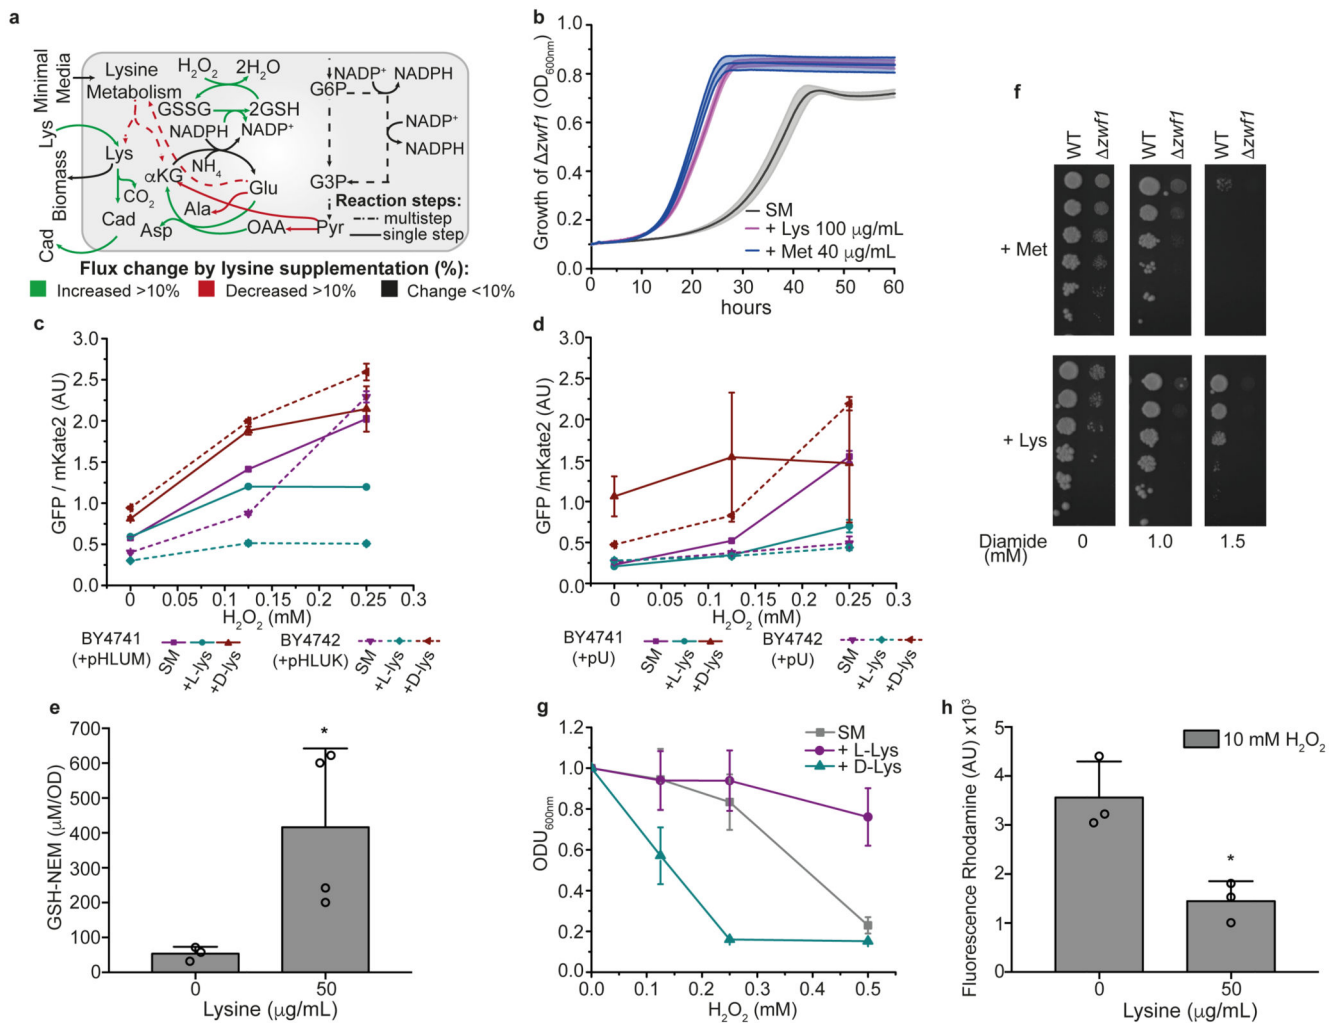 a
Minimal
Media
Lysine
Metabolism
H₂O₂ 2H₂O
GSSG 2GSH
NADPH NADP⁺
NH₄
Lys
Lys
Biomass
αKG
Glu
CO₂
Ala
Cad
Asp
OAA
Pyr
Cad
NADP⁺ NADPH
G6P
NADP⁺
NADPH
G3P
Reaction steps:
multistep
single step
Flux change by lysine supplementation (%):
Increased >10% Decreased >10% Change <10%
b
Growth of Δzwf1 (OD600nm)
1.0
0.8
0.6
0.4
0.2
0.0
0 10 20 30 40 50 60
hours
SM
+ Lys 100 µg/mL
+ Met 40 µg/mL
c
GFP / mKate2 (AU)
3.0
2.5
2.0
1.5
1.0
0.5
0.0
0 0.05 0.1 0.15 0.2 0.25 0.3
H₂O₂ (mM)
BY4741
(+pHLUM)
SM
+L-lys
+D-lys
BY4742
(+pHLUK)
SM
+L-lys
+D-lys
d
GFP / mKate2 (AU)
3.0
2.5
2.0
1.5
1.0
0.5
0
0 0.05 0.1 0.15 0.2 0.25 0.3
H₂O₂ (mM)
BY4741
(+pU)
SM
+L-lys
+D-lys
BY4742
(+pU)
SM
+L-lys
+D-lys
f
WT Δzwf1 WT Δzwf1 WT Δzwf1
+ Met
+ Lys
Diamide
(mM)
0 1.0 1.5
e
GSH-NEM (µM/OD)
700
600
500
400
300
200
100
0
*
0 50
Lysine (µg/mL)
g
ODU600nm
1.2
1.0
0.8
0.6
0.4
0.2
0.0
0.0 0.1 0.2 0.3 0.4 0.5
H₂O₂ (mM)
SM
+ L-Lys
+ D-Lys
h
Fluorescence Rhodamine (AU) x10³
5
4
3
2
1
0
10 mM H₂O₂
*
0 50
Lysine (µg/mL)